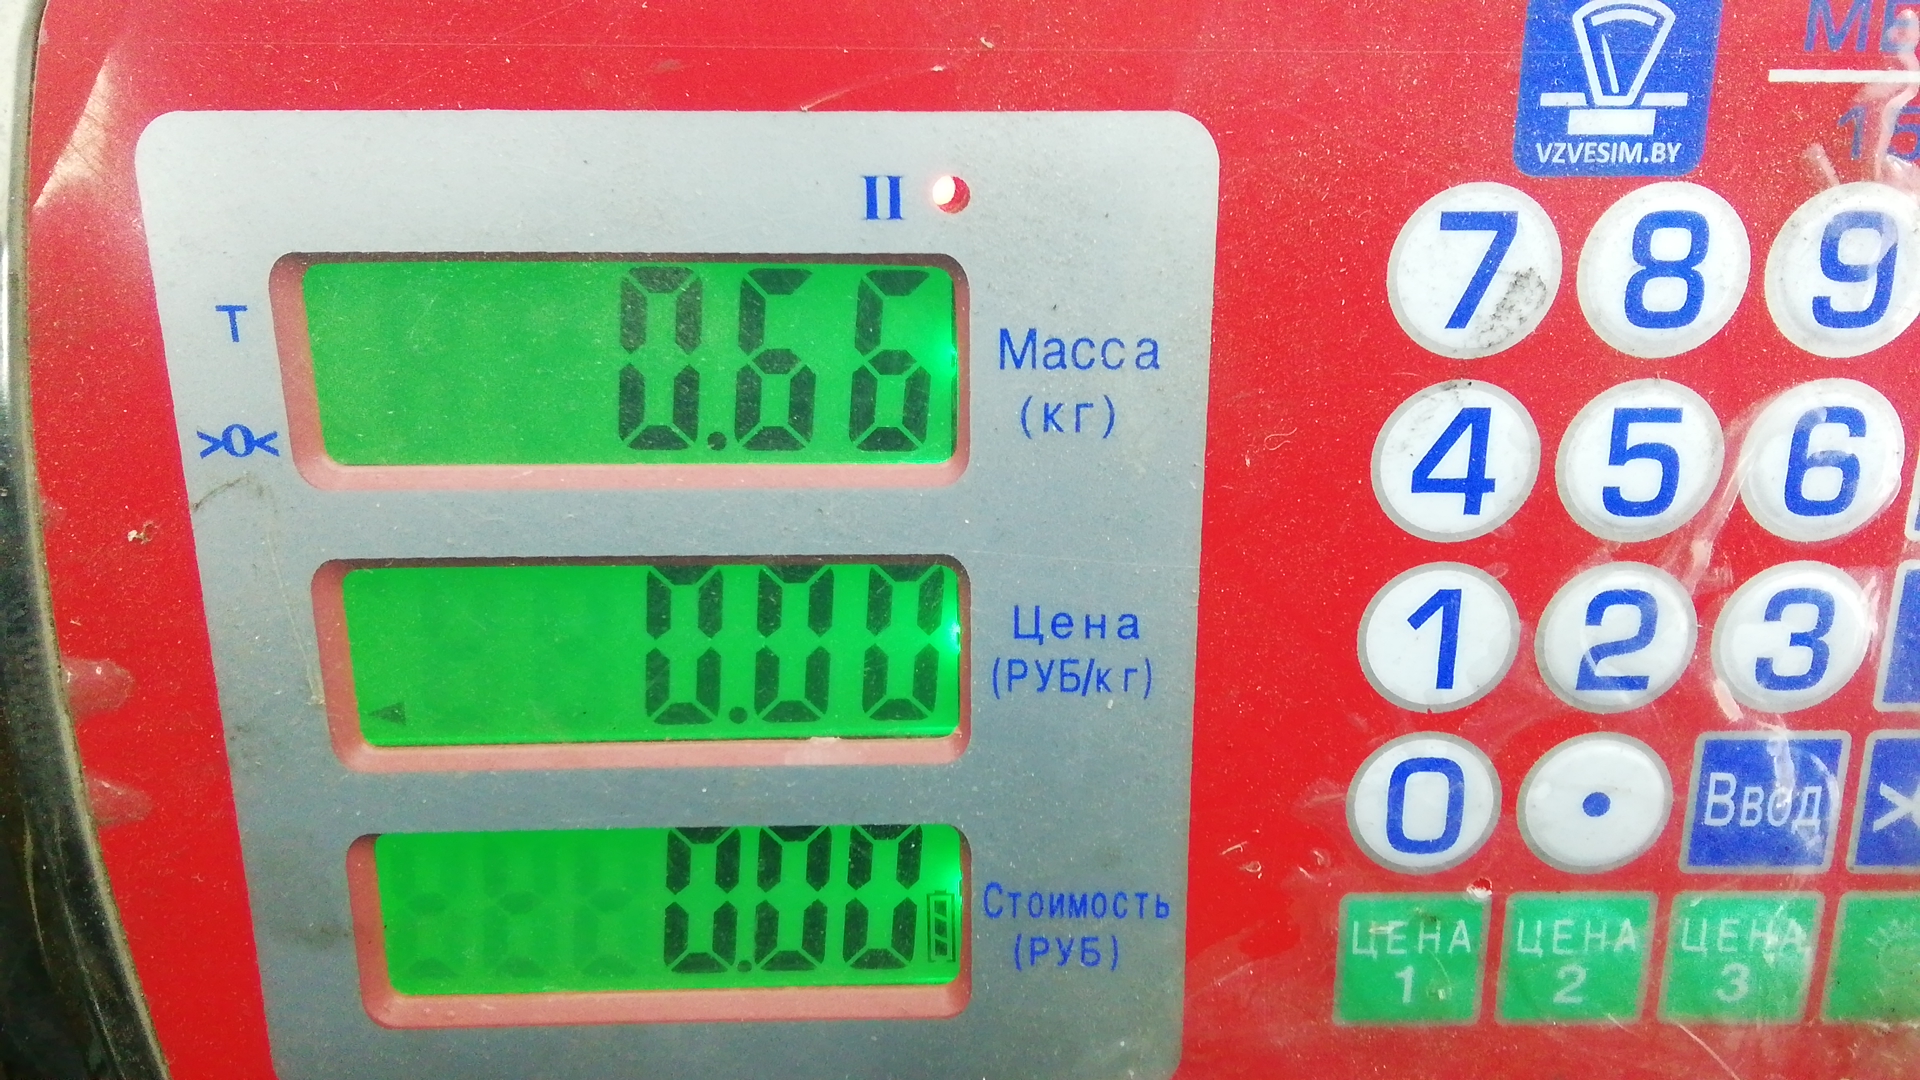 II
T
0.66
Масса
(кг)
>0<
0.00
Цена
(РУБ/кг)
0.00
Стоимость
(РУБ)
VZVESIM.BY
7 8 9
4 5 6
1 2 3
0 . Ввод
ЦЕНА 1 ЦЕНА 2 ЦЕНА 3